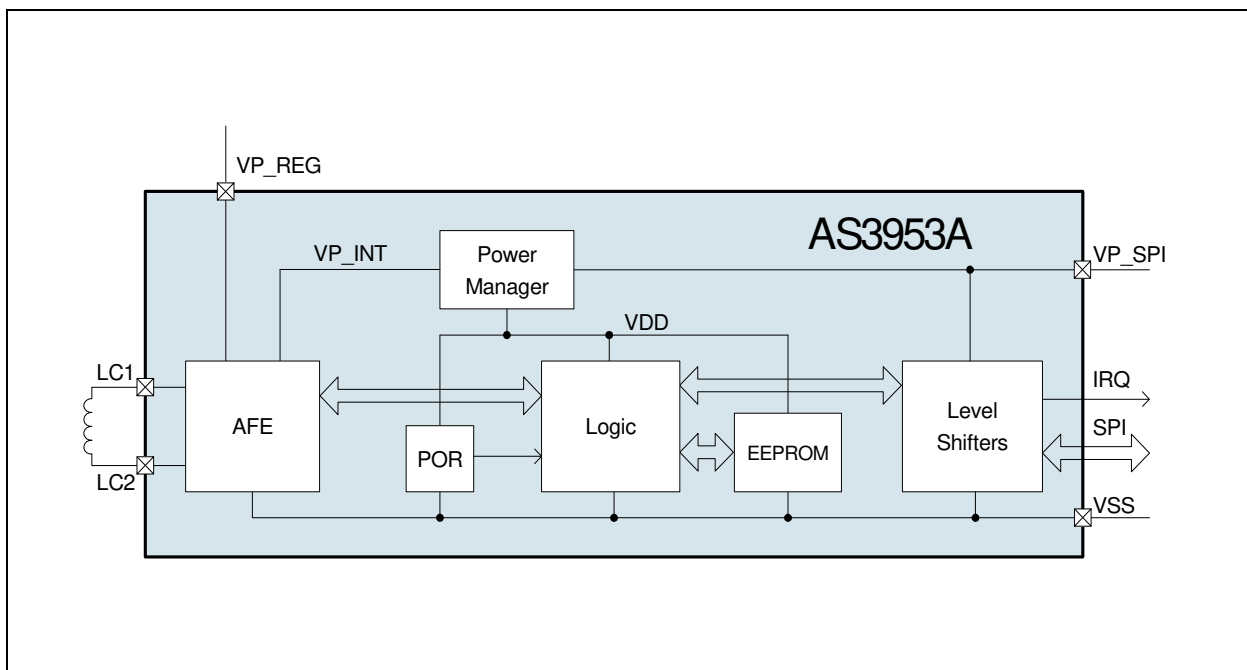 VP_REG
AS3953A
VP_INT
Power
Manager
VP_SPI
VDD
LC1
LC2
AFE
POR
Logic
EEPROM
Level
Shifters
IRQ
SPI
VSS